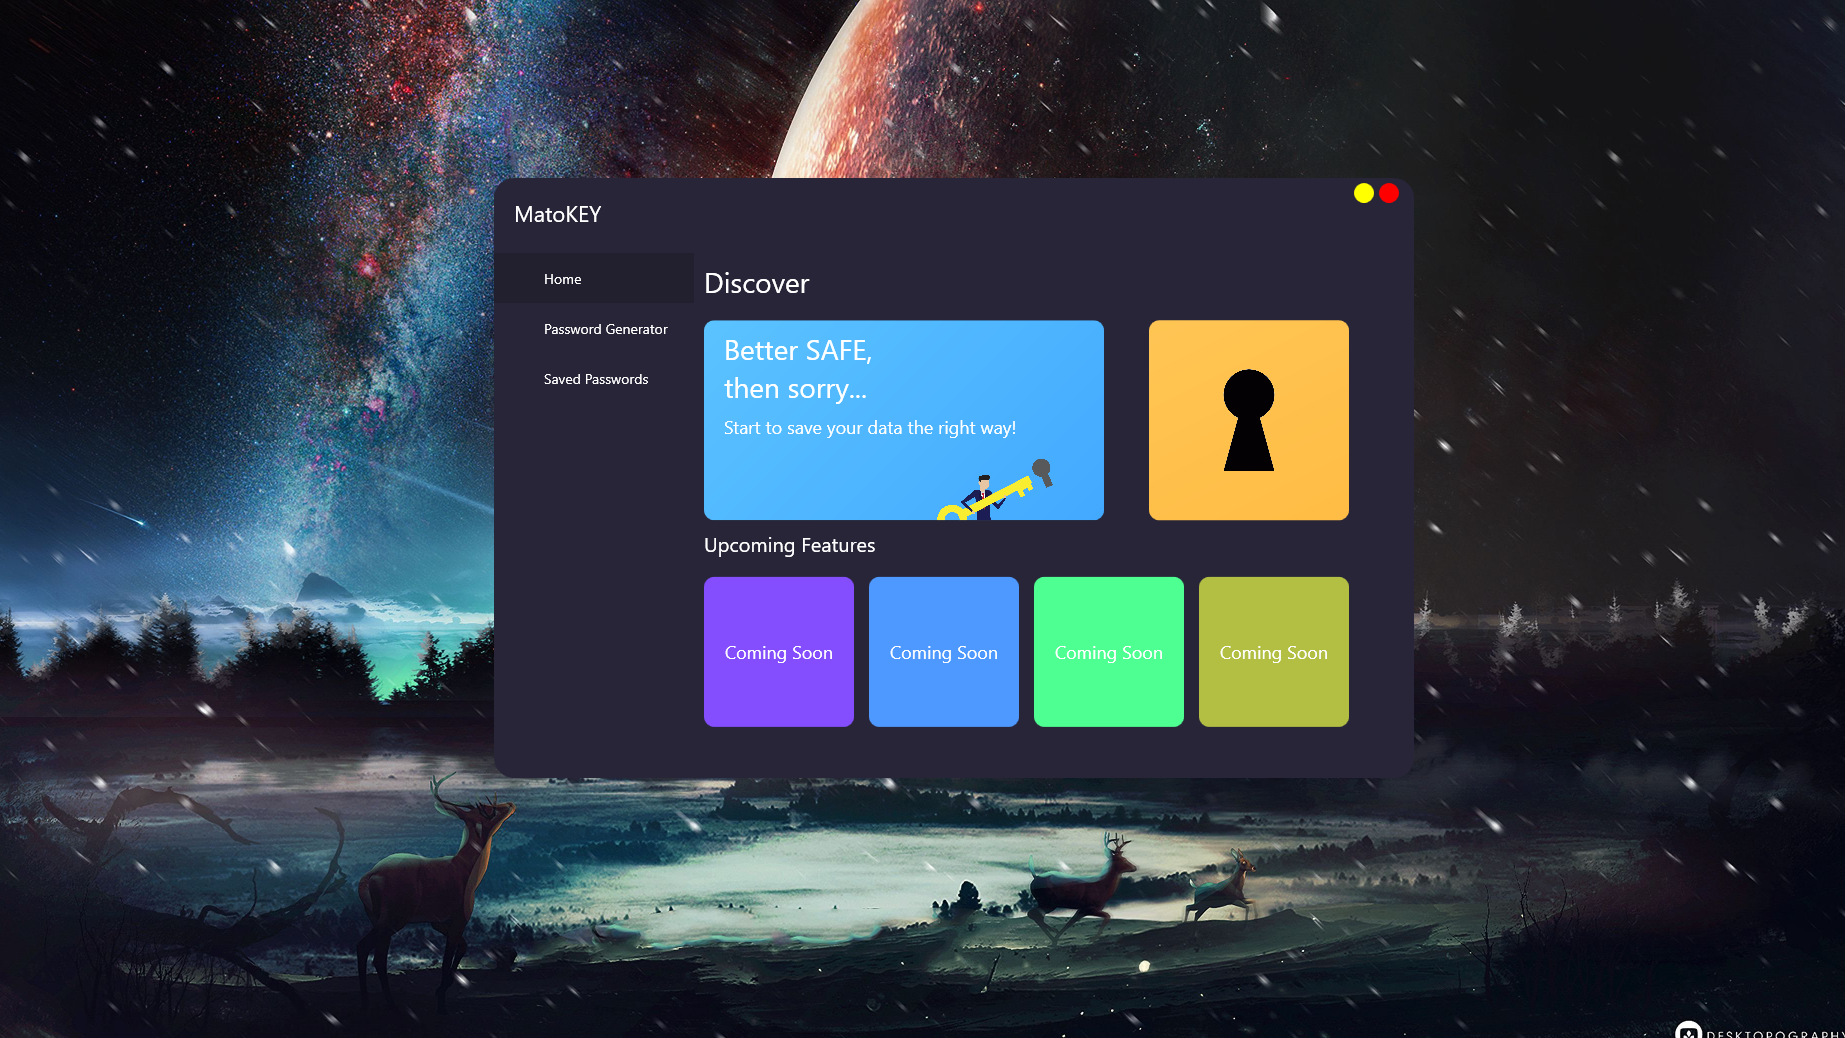 MatoKEY
Home
Password Generator
Saved Passwords
Discover
Better SAFE,
then sorry...
Start to save your data the right way!
Upcoming Features
Coming Soon
Coming Soon
Coming Soon
Coming Soon
DESKTOPOGRAPHY